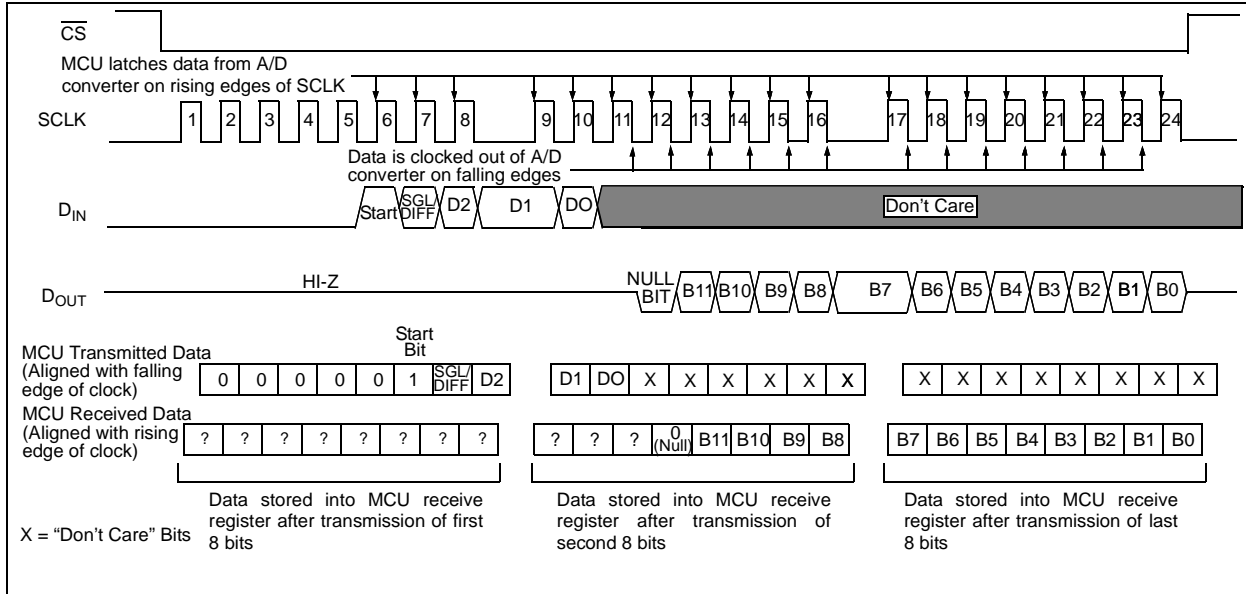 CS
MCU latches data from A/D
converter on rising edges of SCLK
SCLK
1 2 3 4 5 6 7 8 9 10 11 12 13 14 15 16 17 18 19 20 21 22 23 24
Data is clocked out of A/D
converter on falling edges
DIN
Start SGL/DIFF D2 D1 DO Don't Care
HI-Z
DOUT
NULL BIT B11 B10 B9 B8 B7 B6 B5 B4 B3 B2 B1 B0
Start
Bit
MCU Transmitted Data
(Aligned with falling
edge of clock)
0 0 0 0 0 1 SGL/DIFF D2 D1 DO X X X X X X X X X X X X X X
MCU Received Data
(Aligned with rising
edge of clock)
? ? ? ? ? ? ? ? ? ? ? 0 (Null) B11 B10 B9 B8 B7 B6 B5 B4 B3 B2 B1 B0
Data stored into MCU receive
register after transmission of first
8 bits
Data stored into MCU receive
register after transmission of
second 8 bits
Data stored into MCU receive
register after transmission of last
8 bits
X = “Don't Care” Bits